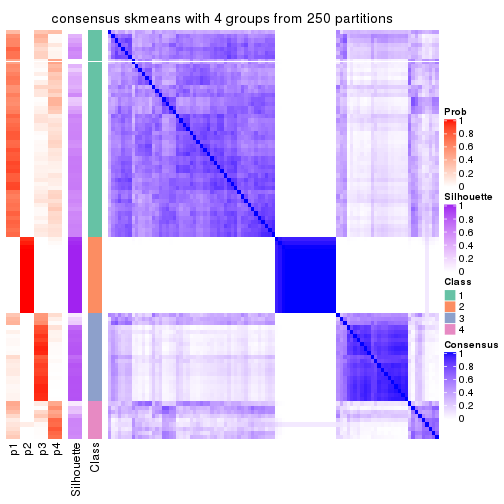 consensus skmeans with 4 groups from 250 partitions
Prob
1
0.8
0.6
0.4
0.2
0
Silhouette
1
0.8
0.6
0.4
0.2
0
Class
1
2
3
4
Consensus
1
0.8
0.6
0.4
0.2
0
p1
p2
p3
p4
Silhouette
Class